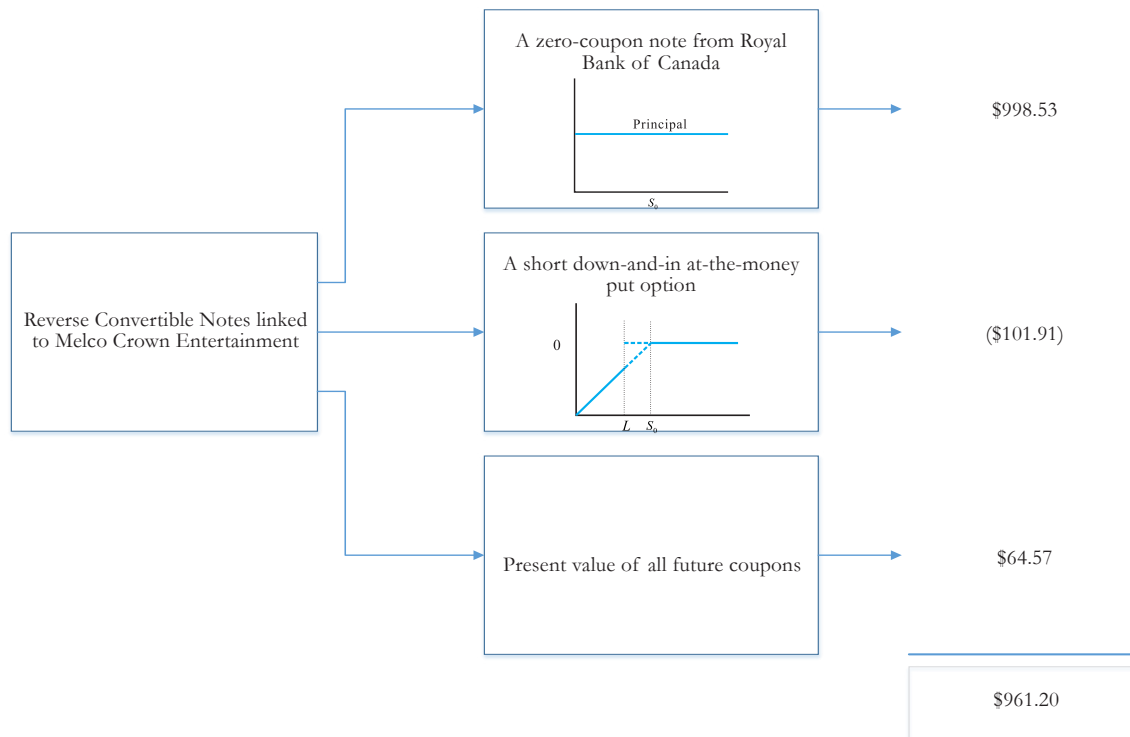 A zero-coupon note from Royal
Bank of Canada
Principal
S₀
$998.53
Reverse Convertible Notes linked
to Melco Crown Entertainment
A short down-and-in at-the-money
put option
0
L S₀
($101.91)
Present value of all future coupons
$64.57
$961.20